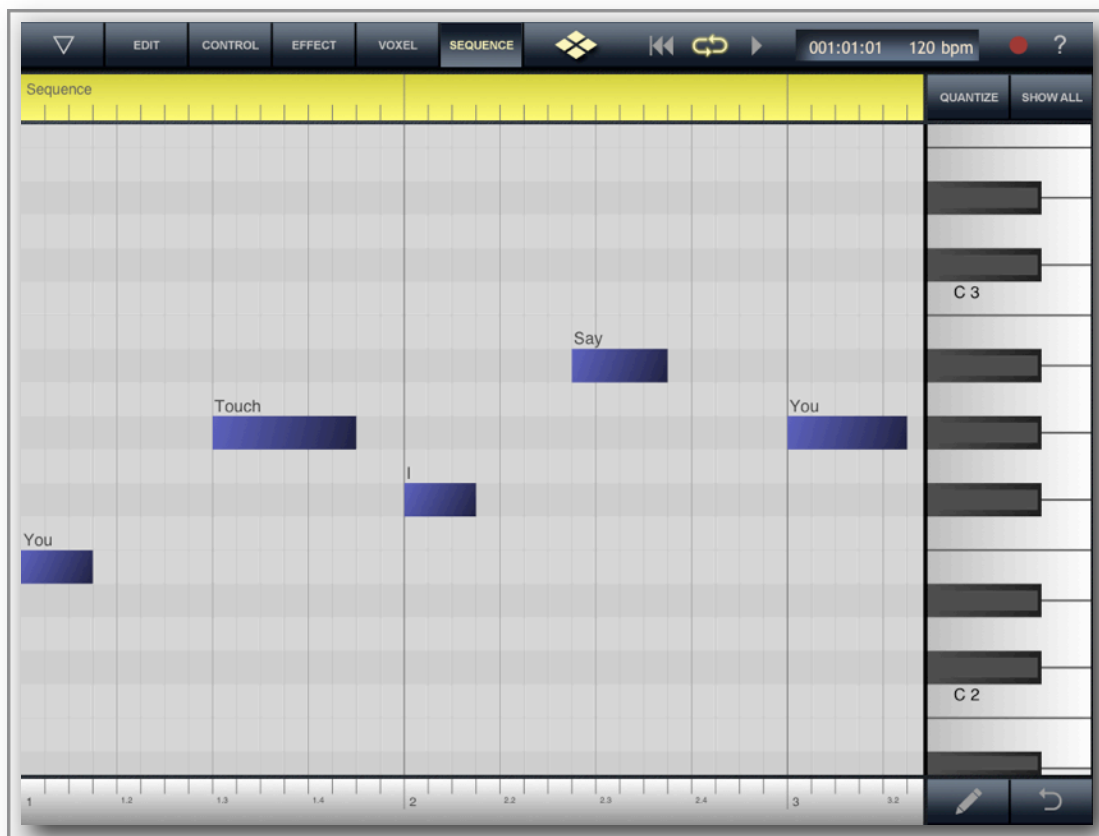 EDIT CONTROL EFFECT VOXEL SEQUENCE 001:01:01 120 bpm ?
Sequence QUANTIZE SHOW ALL
C 3
Say
Touch You
I
You
C 2
1 1.2 1.3 1.4 2 2.2 2.3 2.4 3 3.2